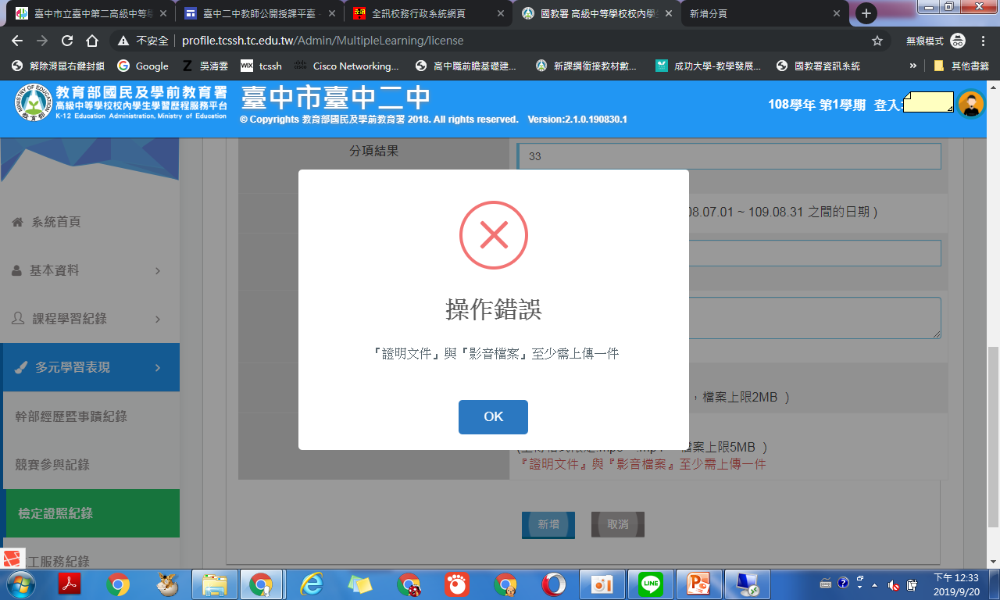 臺中市立臺中第二高級中等學
臺中二中教師公開授課平臺 -
全訊校務行政系統網頁
國教署 高級中等學校校內學生
新增分頁
不安全
profile.tcssh.tc.edu.tw/Admin/MultipleLearning/license
無痕模式
解除滑鼠右鍵封鎖
Google
吳清雲
WIX tcssh
Cisco Networking...
高中職前瞻基礎建...
新課綱銜接教材數...
成功大學-教學發展...
國教署資訊系統
»
其他書籤
教育部國民及學前教育署
高級中等學校校內學生學習歷程服務平台
K-12 Education Administration, Ministry of Education
臺中市臺中二中
© Copyrights 教育部國民及學前教育署 2018. All rights reserved. Version:2.1.0.190830.1
108學年 第1學期 登入
系統首頁
基本資料
課程學習紀錄
多元學習表現
幹部經歷暨事蹟紀錄
競賽參與記錄
檢定證照紀錄
工服務紀錄
分項結果
33
08.07.01 ~ 109.08.31 之間的日期 )
操作錯誤
『證明文件』與『影音檔案』至少需上傳一件
OK
，檔案上限2MB )
檔案上限5MB )
『證明文件』與『影音檔案』至少需上傳一件
新增
取消
LINE
下午 12:33
2019/9/20